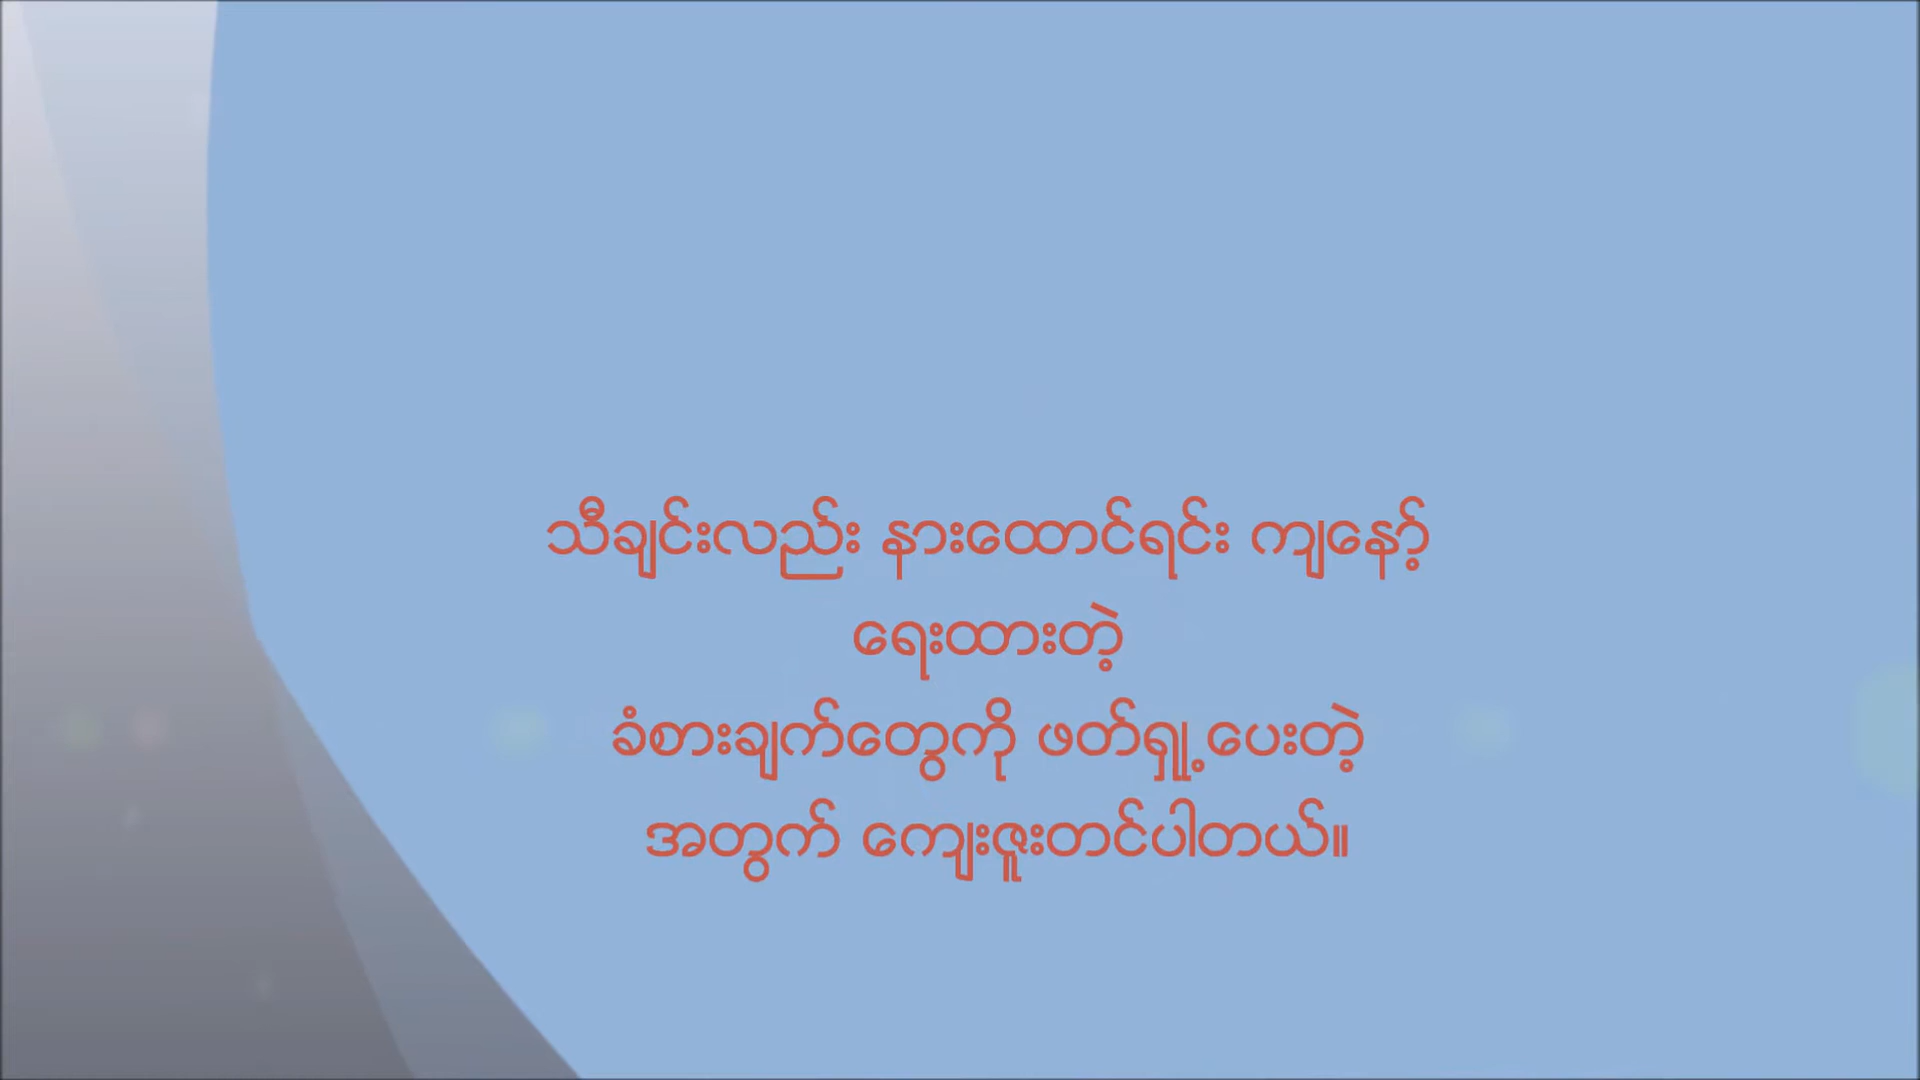 သီချင်းလည်း နားထောင်ရင်း ကျနော့်
ရေးထားတဲ့
ခံစားချက်တွေကို ဖတ်ရှု့ပေးတဲ့
အတွက် ကျေးဇူးတင်ပါတယ်။